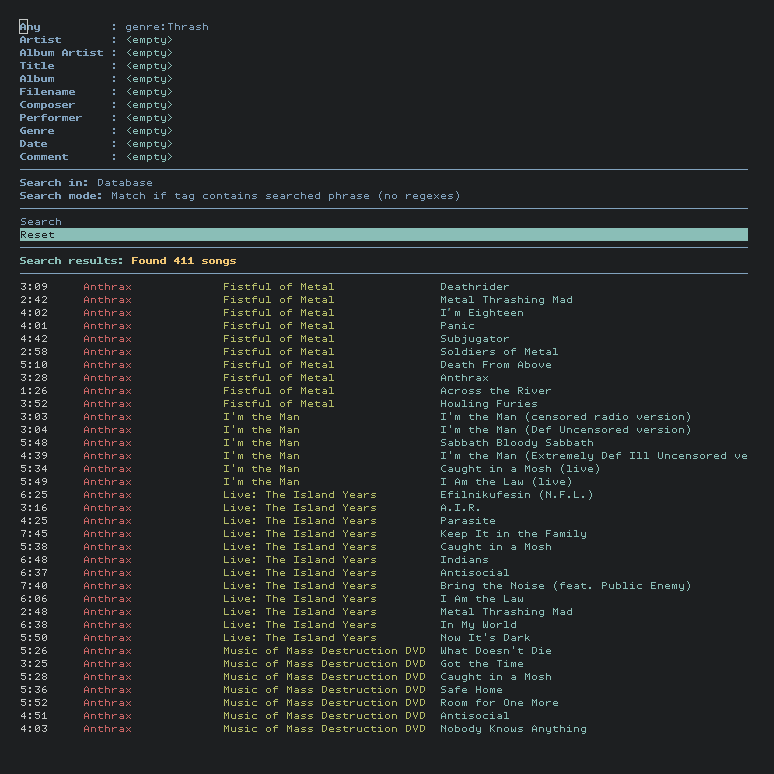 Any : genre:Thrash
Artist : <empty>
Album Artist : <empty>
Title : <empty>
Album : <empty>
Filename : <empty>
Composer : <empty>
Performer : <empty>
Genre : <empty>
Date : <empty>
Comment : <empty>
Search in: Database
Search mode: Match if tag contains searched phrase (no regexes)
Search
Reset
Search results: Found 411 songs
3:09 Anthrax Fistful of Metal Deathrider
2:42 Anthrax Fistful of Metal Metal Thrashing Mad
4:02 Anthrax Fistful of Metal I'm Eighteen
4:01 Anthrax Fistful of Metal Panic
4:42 Anthrax Fistful of Metal Subjugator
2:58 Anthrax Fistful of Metal Soldiers of Metal
5:10 Anthrax Fistful of Metal Death From Above
3:28 Anthrax Fistful of Metal Anthrax
1:26 Anthrax Fistful of Metal Across the River
3:52 Anthrax Fistful of Metal Howling Furies
3:03 Anthrax I'm the Man I'm the Man (censored radio version)
3:04 Anthrax I'm the Man I'm the Man (Def Uncensored version)
5:48 Anthrax I'm the Man Sabbath Bloody Sabbath
4:39 Anthrax I'm the Man I'm the Man (Extremely Def Ill Uncensored ve
5:34 Anthrax I'm the Man Caught in a Mosh (live)
5:49 Anthrax I'm the Man I Am the Law (live)
6:25 Anthrax Live: The Island Years Efilnikufesin (N.F.L.)
3:16 Anthrax Live: The Island Years A.I.R.
4:25 Anthrax Live: The Island Years Parasite
7:45 Anthrax Live: The Island Years Keep It in the Family
5:38 Anthrax Live: The Island Years Caught in a Mosh
6:48 Anthrax Live: The Island Years Indians
6:37 Anthrax Live: The Island Years Antisocial
7:40 Anthrax Live: The Island Years Bring the Noise (feat. Public Enemy)
6:06 Anthrax Live: The Island Years I Am the Law
2:48 Anthrax Live: The Island Years Metal Thrashing Mad
6:38 Anthrax Live: The Island Years In My World
5:50 Anthrax Live: The Island Years Now It's Dark
5:26 Anthrax Music of Mass Destruction DVD What Doesn't Die
3:25 Anthrax Music of Mass Destruction DVD Got the Time
5:28 Anthrax Music of Mass Destruction DVD Caught in a Mosh
5:36 Anthrax Music of Mass Destruction DVD Safe Home
5:52 Anthrax Music of Mass Destruction DVD Room for One More
4:51 Anthrax Music of Mass Destruction DVD Antisocial
4:03 Anthrax Music of Mass Destruction DVD Nobody Knows Anything